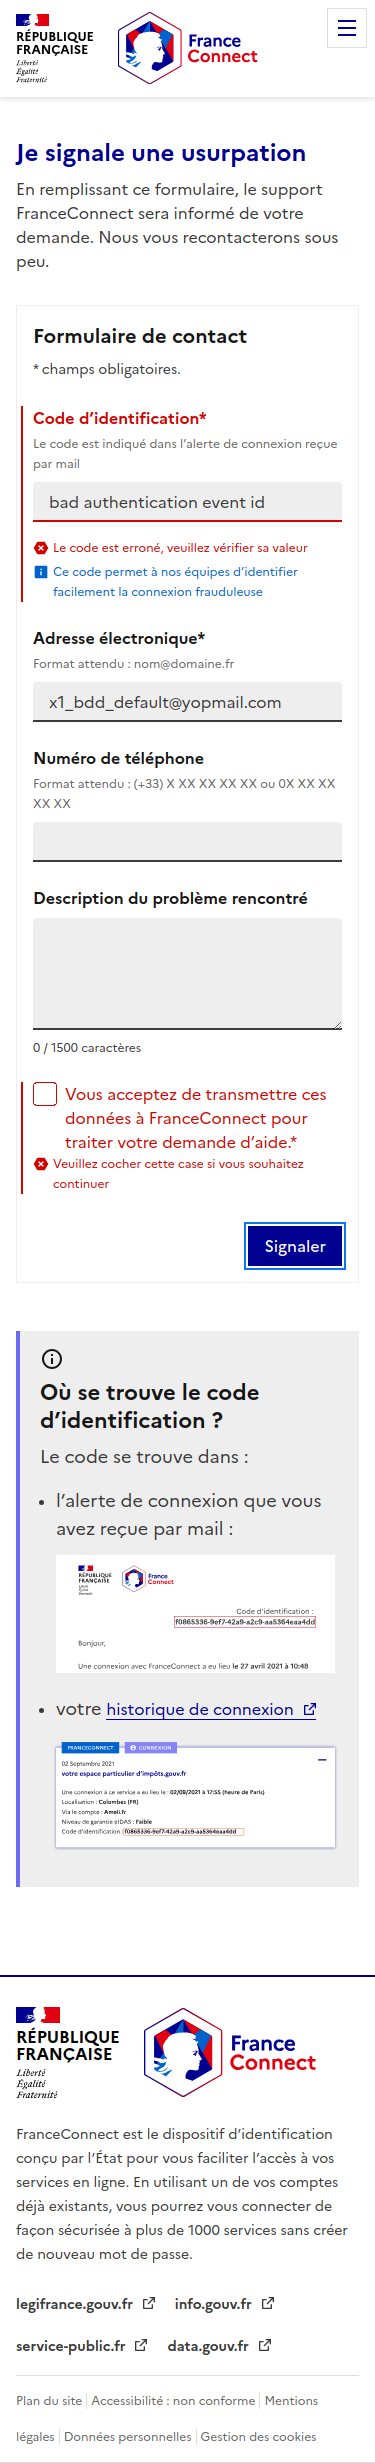 RÉPUBLIQUE
FRANÇAISE
Liberté
Égalité
Fraternité
France
Connect
Je signale une usurpation
En remplissant ce formulaire, le support
FranceConnect sera informé de votre
demande. Nous vous recontacterons sous
peu.
Formulaire de contact
* champs obligatoires.
Code d’identification*
Le code est indiqué dans l’alerte de connexion reçue
par mail
bad authentication event id
Le code est erroné, veuillez vérifier sa valeur
Ce code permet à nos équipes d’identifier
facilement la connexion frauduleuse
Adresse électronique*
Format attendu : nom@domaine.fr
x1_bdd_default@yopmail.com
Numéro de téléphone
Format attendu : (+33) X XX XX XX XX ou 0X XX XX
XX XX
Description du problème rencontré
0 / 1500 caractères
Vous acceptez de transmettre ces
données à FranceConnect pour
traiter votre demande d’aide.*
Veuillez cocher cette case si vous souhaitez
continuer
Signaler
Où se trouve le code
d’identification ?
Le code se trouve dans :
• l’alerte de connexion que vous
avez reçue par mail :
RÉPUBLIQUE
FRANÇAISE
France
Connect
Code d’identification :
f0865336-9ef7-42a9-a2c9-aa5364eaa4dd
Bonjour,
Une connexion avec FranceConnect a eu lieu le 27 avril 2021 à 10:48
• votre historique de connexion
FRANCECONNECT CONNEXION
02 Septembre 2021
votre espace particulier d’impôts.gouv.fr
Une connexion à ce service a eu lieu le : 02/09/2021 à 17:55 (heure de Paris)
Localisation : Colombes (FR)
Via le compte : Ameli.fr
Niveau de garantie eIDAS : Faible
Code d’identification : f0865336-9ef7-42a9-a2c9-aa5364eaa4dd
RÉPUBLIQUE
FRANÇAISE
Liberté
Égalité
Fraternité
France
Connect
FranceConnect est le dispositif d’identification
conçu par l’État pour vous faciliter l’accès à vos
services en ligne. En utilisant un de vos comptes
déjà existants, vous pourrez vous connecter de
façon sécurisée à plus de 1000 services sans créer
de nouveau mot de passe.
legifrance.gouv.fr info.gouv.fr
service-public.fr data.gouv.fr
Plan du site Accessibilité : non conforme Mentions
légales Données personnelles Gestion des cookies